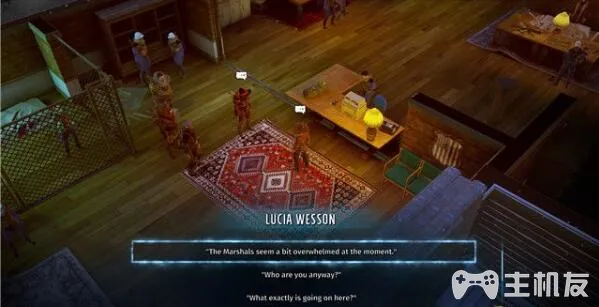 LUCIA WESSON
"The Marshals seem a bit overwhelmed at the moment."
"Who are you anyway?"
"What exactly is going on here?"
主机友